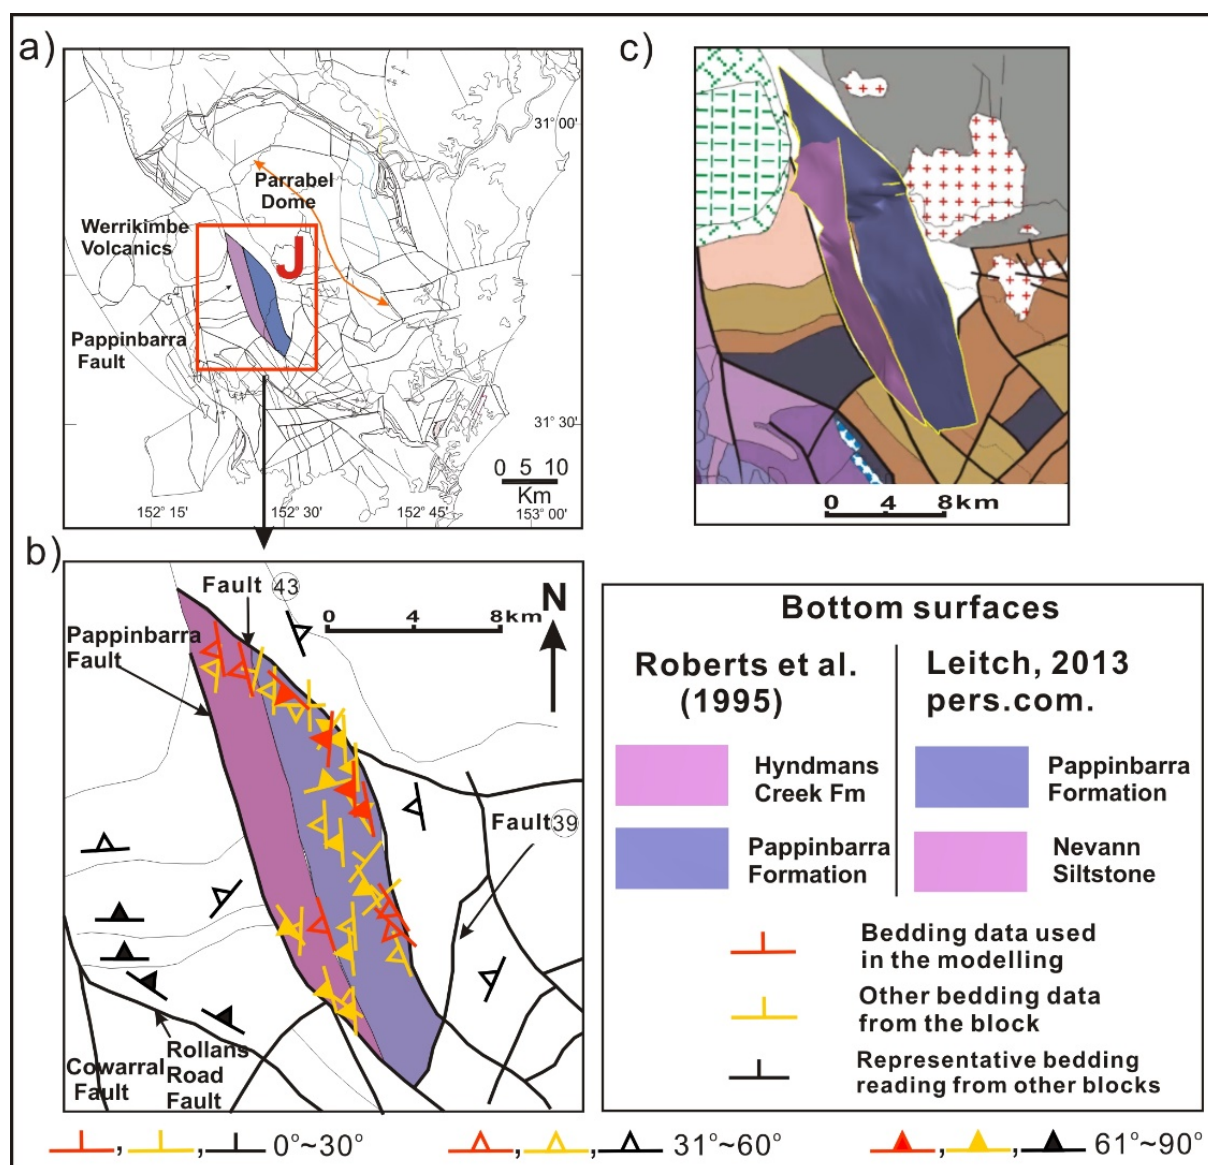 a)
31° 00'
Parrabel
Dome
Werrikimbe
Volcanics
J
Pappinbarra
Fault
31° 30'
0 5 10
Km
152° 15'
152° 30'
152° 45'
153° 00'
c)
0 4 8km
b)
Fault 43
0 4 8km
N
Pappinbarra
Fault
Fault 39
Cowarral
Fault
Rollans
Road
Fault
Bottom surfaces
Roberts et al.
(1995)
Leitch, 2013
pers.com.
Hyndmans
Creek Fm
Pappinbarra
Formation
Pappinbarra
Formation
Nevann
Siltstone
Bedding data used
in the modelling
Other bedding data
from the block
Representative bedding
reading from other blocks
, , 0°~30°
, , 31°~60°
, , 61°~90°